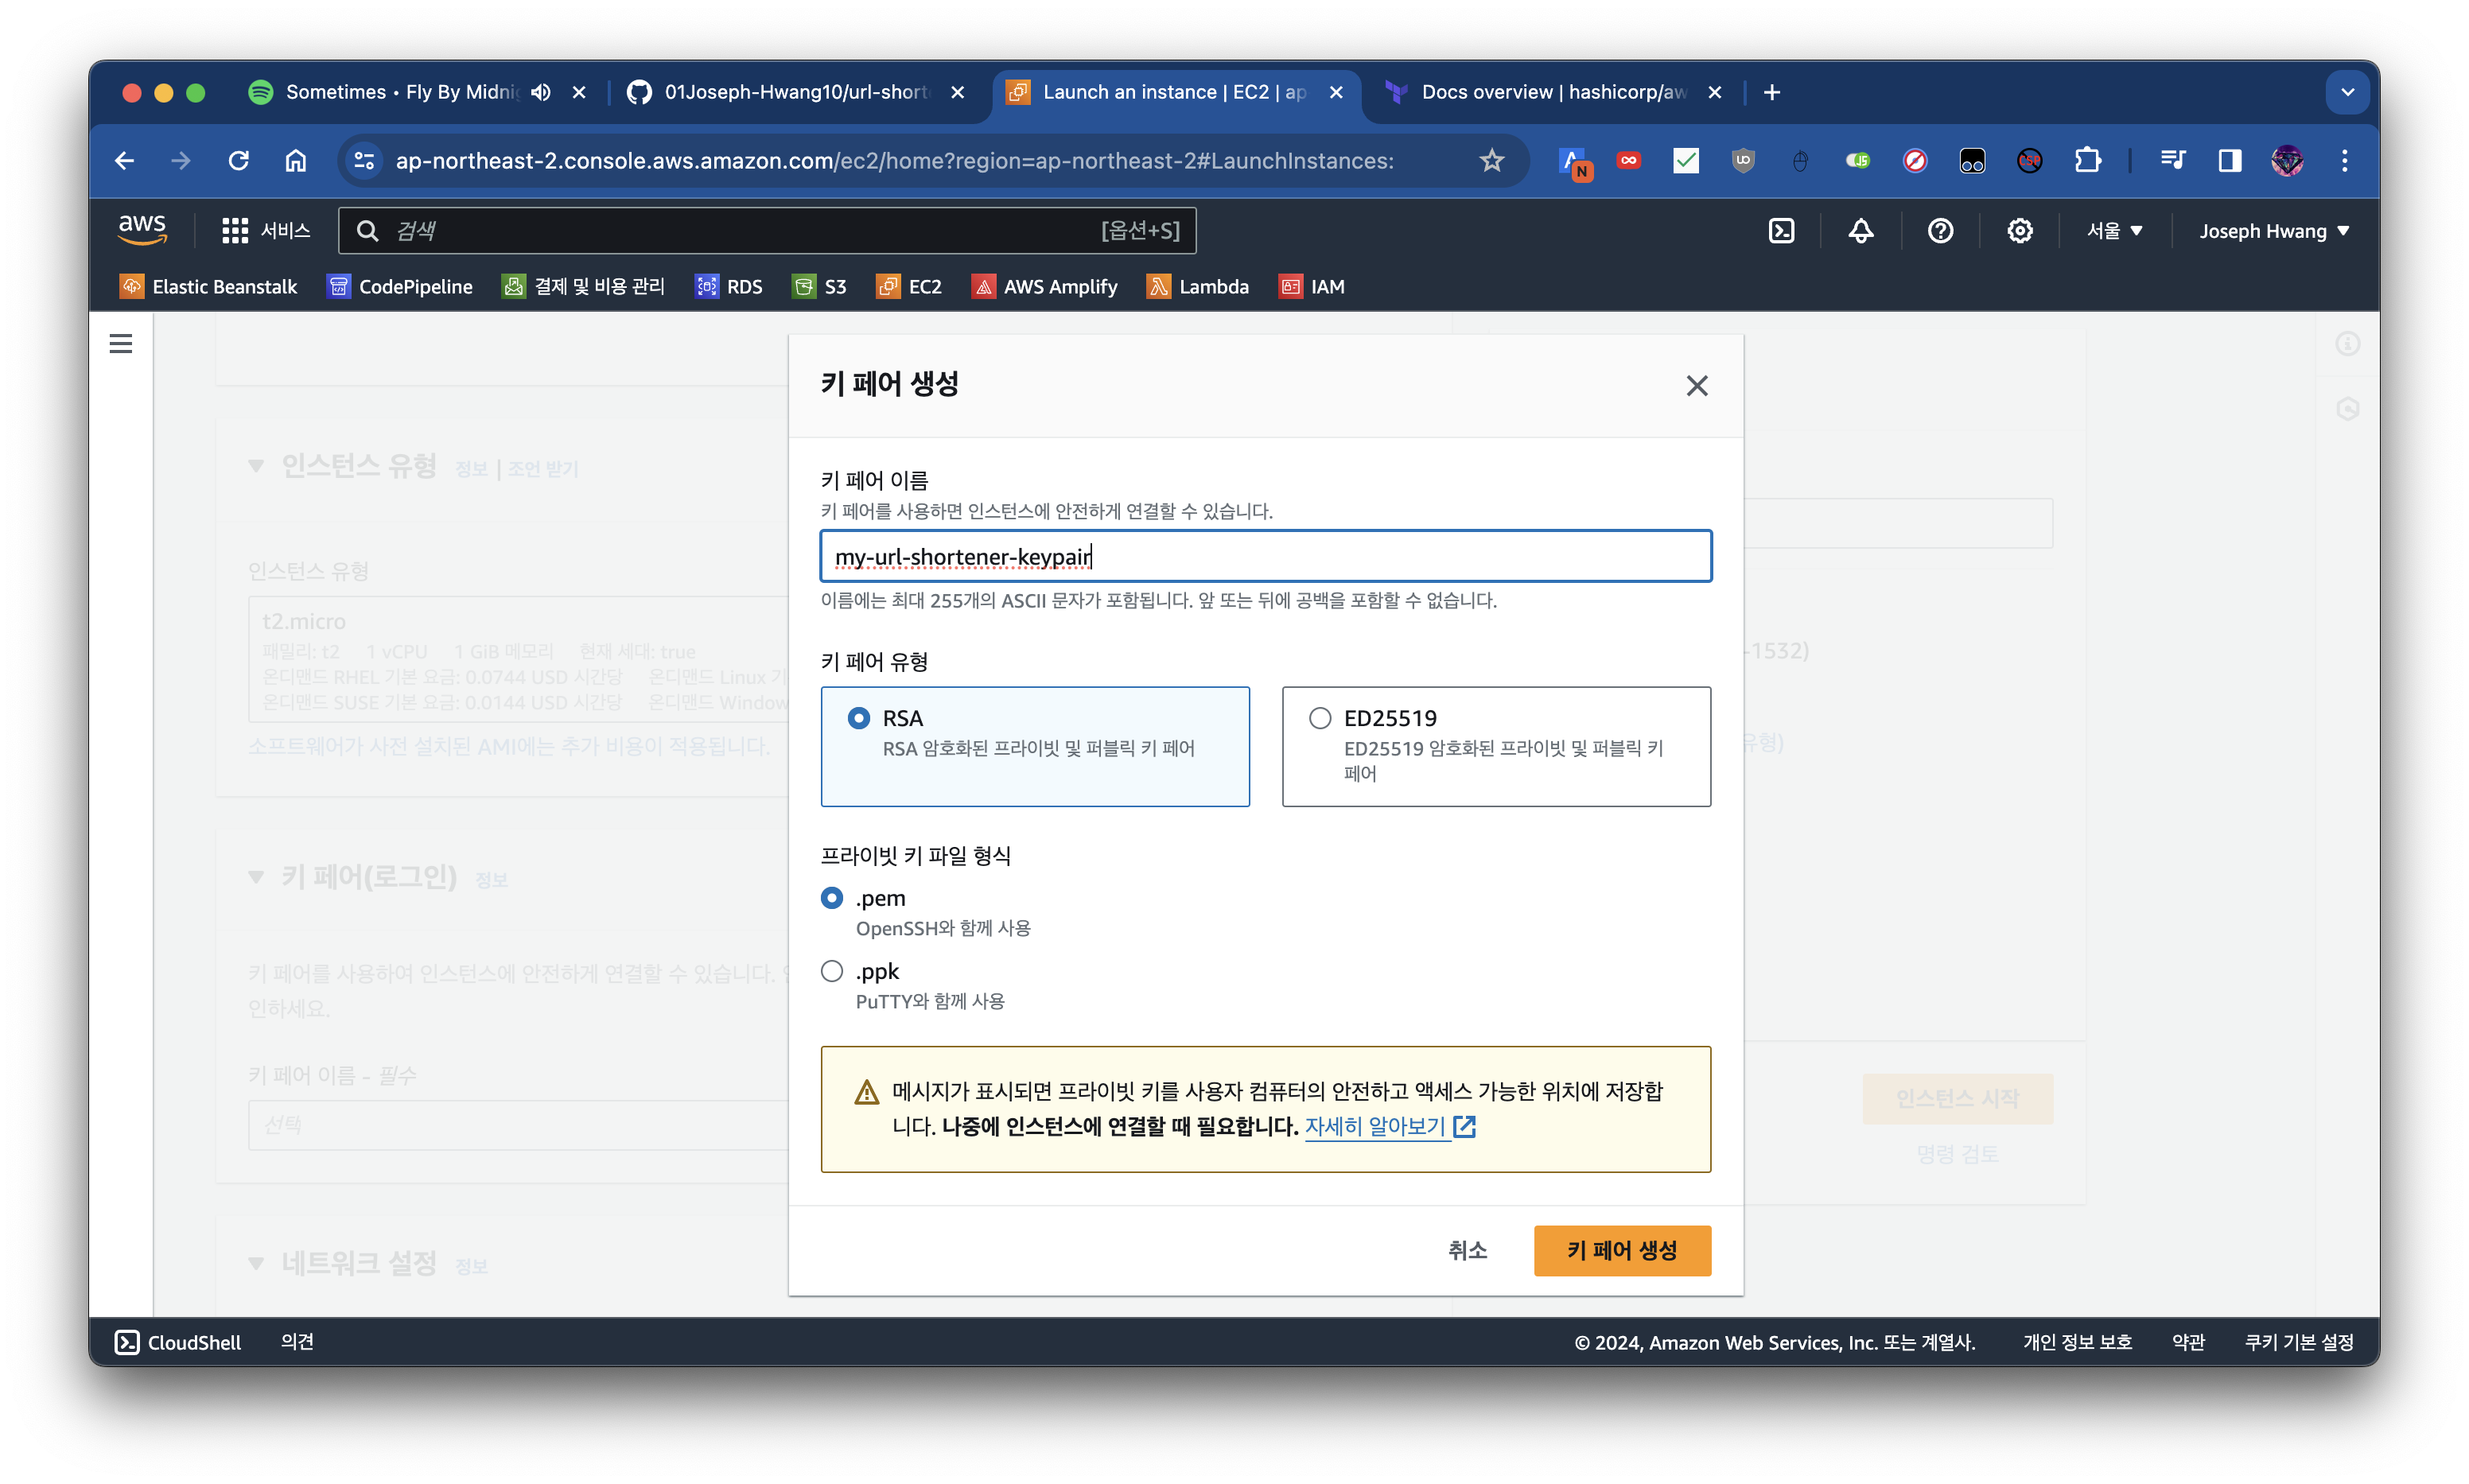 Sometimes • Fly By Midnig
01Joseph-Hwang10/url-short
Launch an instance | EC2 | ap
Docs overview | hashicorp/aw
ap-northeast-2.console.aws.amazon.com/ec2/home?region=ap-northeast-2#LaunchInstances:
aws
서비스
검색
[옵션+S]
서울
Joseph Hwang
Elastic Beanstalk
CodePipeline
결제 및 비용 관리
RDS
S3
EC2
AWS Amplify
Lambda
IAM
인스턴스 유형 정보 | 조언 받기
인스턴스 유형
t2.micro
패밀리: t2 1 vCPU 1 GiB 메모리 현재 세대: true
온디맨드 RHEL 기본 요금: 0.0744 USD 시간당 온디맨드 Linux 기
온디맨드 SUSE 기본 요금: 0.0144 USD 시간당 온디맨드 Window
소프트웨어가 사전 설치된 AMI에는 추가 비용이 적용됩니다.
키 페어(로그인) 정보
키 페어를 사용하여 인스턴스에 안전하게 연결할 수 있습니다.
인하세요.
키 페어 이름 - 필수
선택
네트워크 설정 정보
키 페어 생성
키 페어 이름
키 페어를 사용하면 인스턴스에 안전하게 연결할 수 있습니다.
my-url-shortener-keypair
이름에는 최대 255개의 ASCII 문자가 포함됩니다. 앞 또는 뒤에 공백을 포함할 수 없습니다.
키 페어 유형
RSA
RSA 암호화된 프라이빗 및 퍼블릭 키 페어
ED25519
ED25519 암호화된 프라이빗 및 퍼블릭 키
페어
프라이빗 키 파일 형식
.pem
OpenSSH와 함께 사용
.ppk
PuTTY와 함께 사용
메시지가 표시되면 프라이빗 키를 사용자 컴퓨터의 안전하고 액세스 가능한 위치에 저장합
니다. 나중에 인스턴스에 연결할 때 필요합니다. 자세히 알아보기
취소
키 페어 생성
-1532)
유형)
인스턴스 시작
명령 검토
CloudShell
의견
© 2024, Amazon Web Services, Inc. 또는 계열사.
개인 정보 보호
약관
쿠키 기본 설정